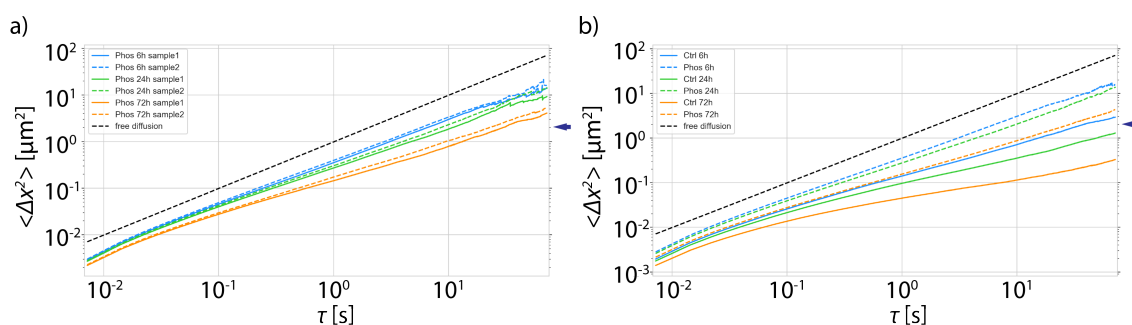 a)
<Δx²> [μm²]
10²
10¹
10⁰
10⁻¹
10⁻²
Phos 6h sample1
Phos 6h sample2
Phos 24h sample1
Phos 24h sample2
Phos 72h sample1
Phos 72h sample2
free diffusion
10⁻² 10⁻¹ 10⁰ 10¹
τ [s]
b)
<Δx²> [μm²]
10²
10¹
10⁰
10⁻¹
10⁻²
10⁻³
Ctrl 6h
Phos 6h
Ctrl 24h
Phos 24h
Ctrl 72h
Phos 72h
free diffusion
10⁻² 10⁻¹ 10⁰ 10¹
τ [s]